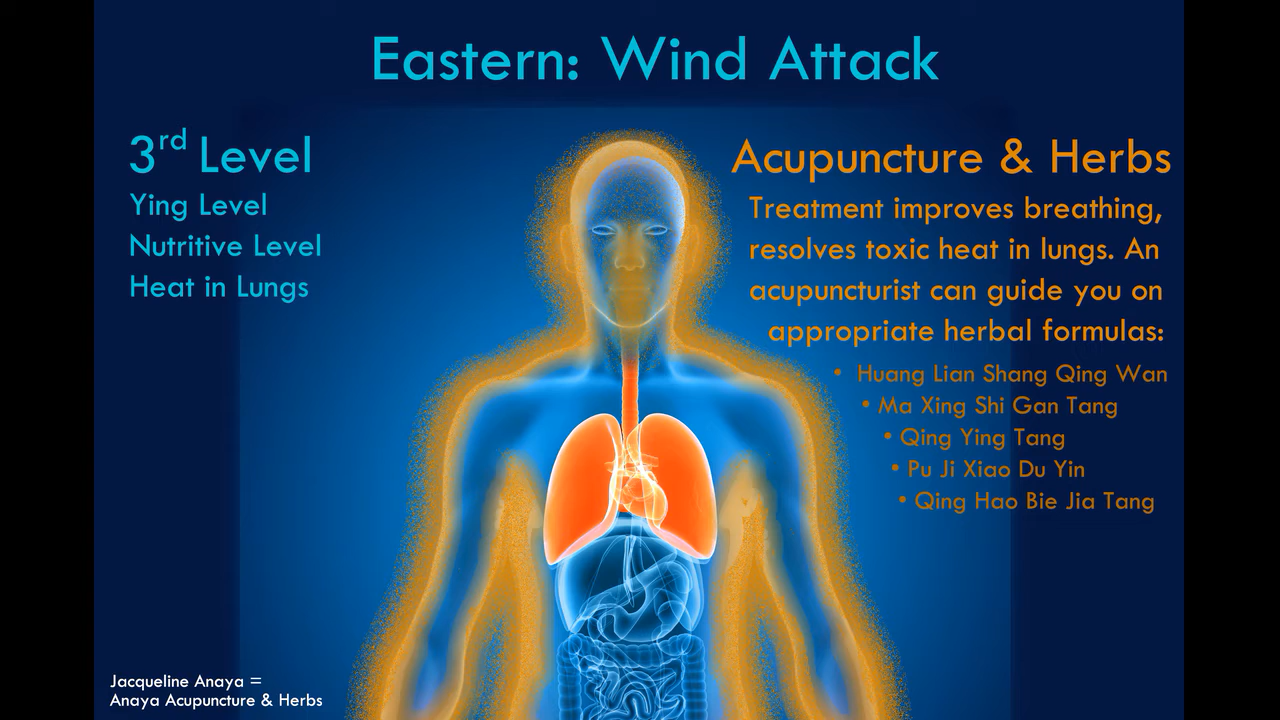 Eastern: Wind Attack
3rd Level
Ying Level
Nutritive Level
Heat in Lungs
Acupuncture & Herbs
Treatment improves breathing,
resolves toxic heat in lungs. An
acupuncturist can guide you on
appropriate herbal formulas:
• Huang Lian Shang Qing Wan
• Ma Xing Shi Gan Tang
• Qing Ying Tang
• Pu Ji Xiao Du Yin
• Qing Hao Bie Jia Tang
Jacqueline Anaya =
Anaya Acupuncture & Herbs